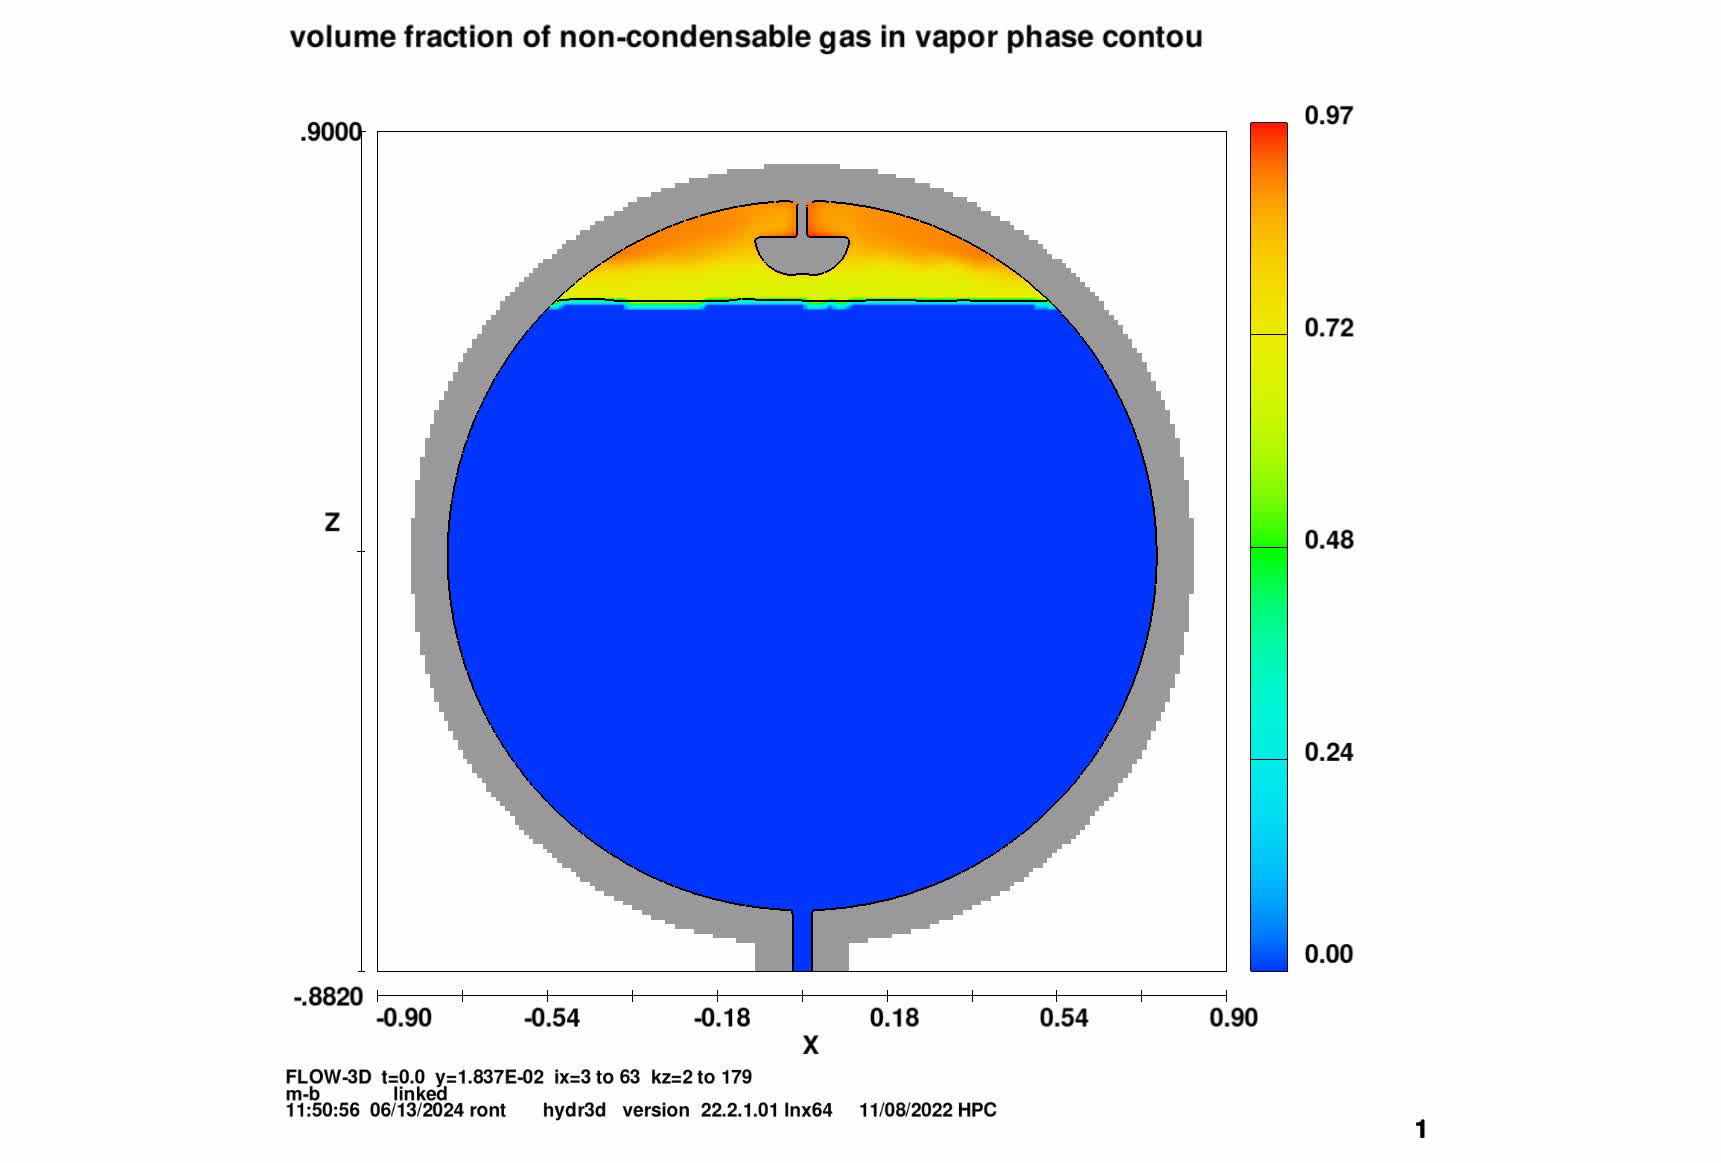 volume fraction of non-condensable gas in vapor phase contou
.9000
0.97
0.72
Z
0.48
0.24
0.00
-.8820
-0.90 -0.54 -0.18 0.18 0.54 0.90
X
FLOW-3D t=0.0 y=1.837E-02 ix=3 to 63 kz=2 to 179
m-b linked
11:50:56 06/13/2024 ront hydr3d version 22.2.1.01 lnx64 11/08/2022 HPC
1